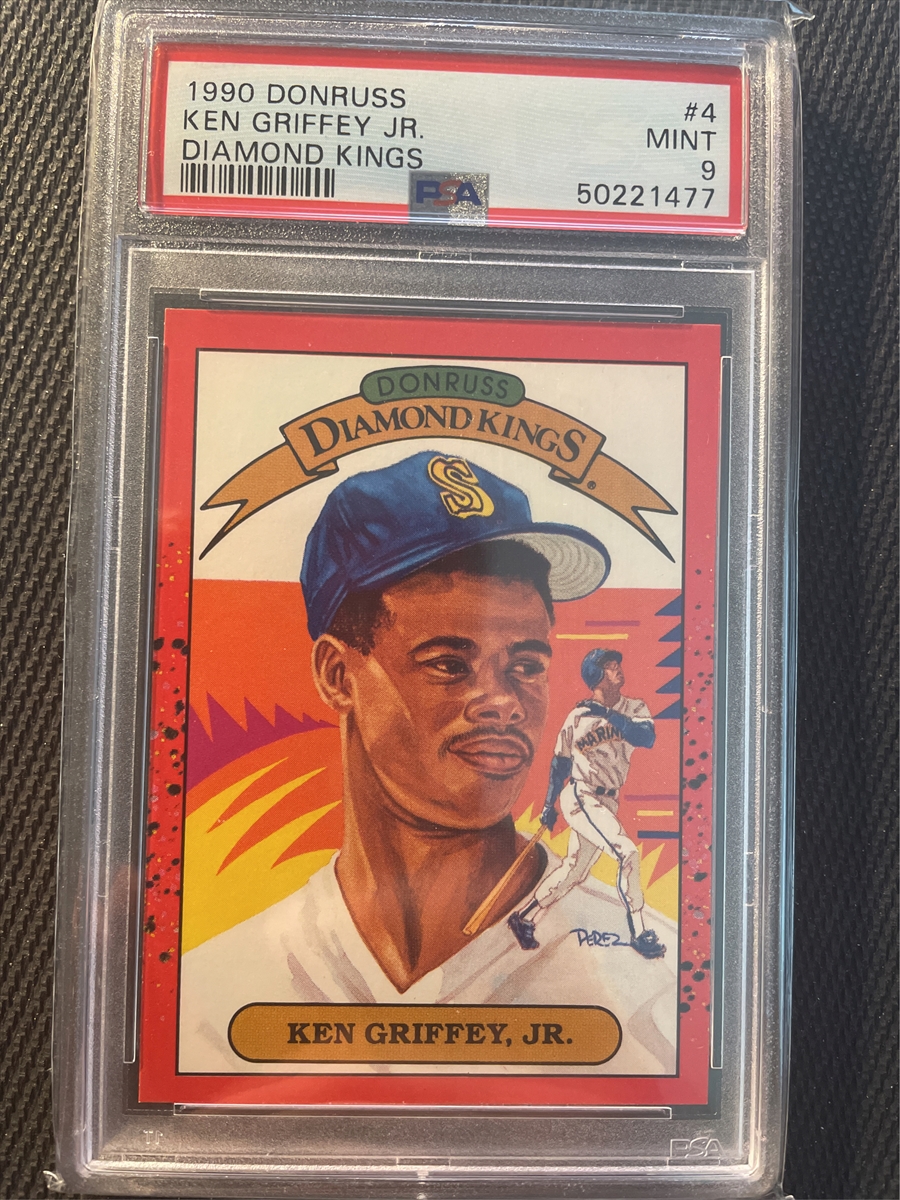 1990 DONRUSS #4
KEN GRIFFEY JR. MINT
DIAMOND KINGS 9
PSA 50221477
DONRUSS
DIAMOND KINGS®
S
MARIN
PEREZ
KEN GRIFFEY, JR.
PSA